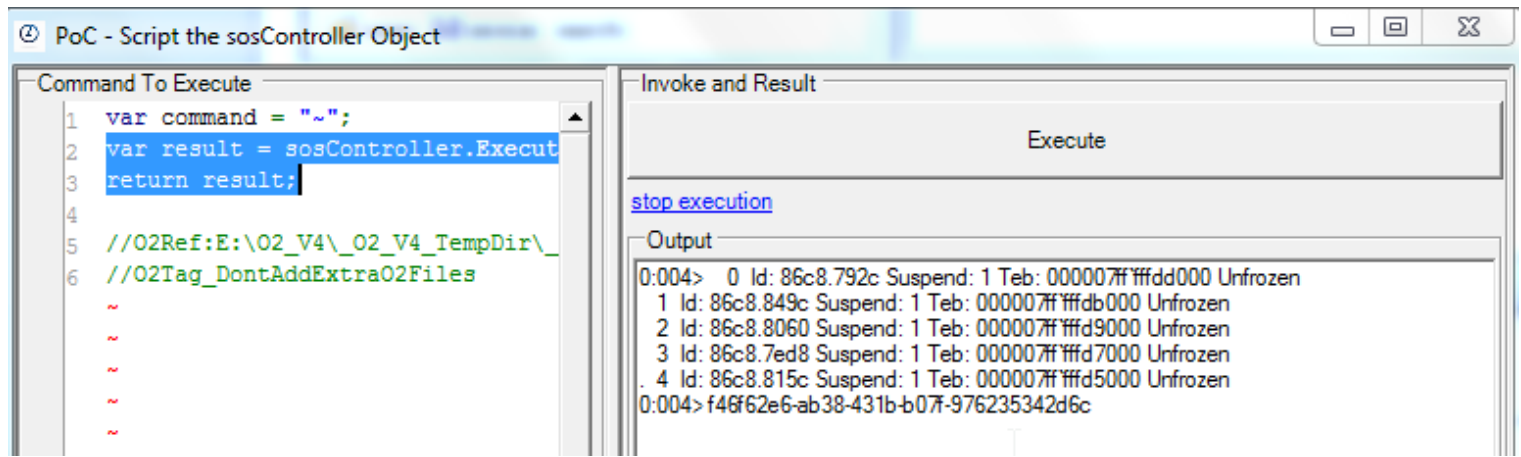 PoC - Script the sosController Object
Command To Execute
1 var command = "~";
2 var result = sosController.Execut
3 return result;
4
5 //O2Ref:E:\O2_V4\_O2_V4_TempDir\_
6 //O2Tag_DontAddExtraO2Files
~
~
~
~
~
Invoke and Result
Execute
stop execution
Output
0:004> 0 Id: 86c8.792c Suspend: 1 Teb: 000007ff`fffdd000 Unfrozen
1 Id: 86c8.849c Suspend: 1 Teb: 000007ff`fffdb000 Unfrozen
2 Id: 86c8.8060 Suspend: 1 Teb: 000007ff`fffd9000 Unfrozen
3 Id: 86c8.7ed8 Suspend: 1 Teb: 000007ff`fffd7000 Unfrozen
. 4 Id: 86c8.815c Suspend: 1 Teb: 000007ff`fffd5000 Unfrozen
0:004> f46f62e6-ab38-431b-b07f-976235342d6c